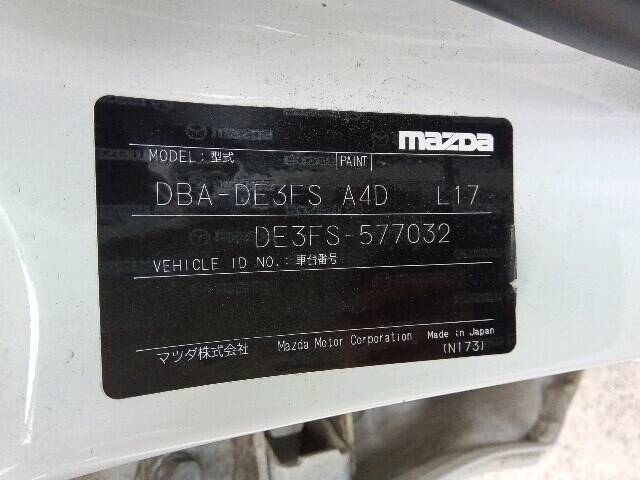 mazda
MODEL:型式 PAINT
DBA-DE3FS A4D L17
DE3FS-577032
VEHICLE ID NO.:車台番号
マツダ株式会社 Mazda Motor Corporation Made in Japan
(N173)